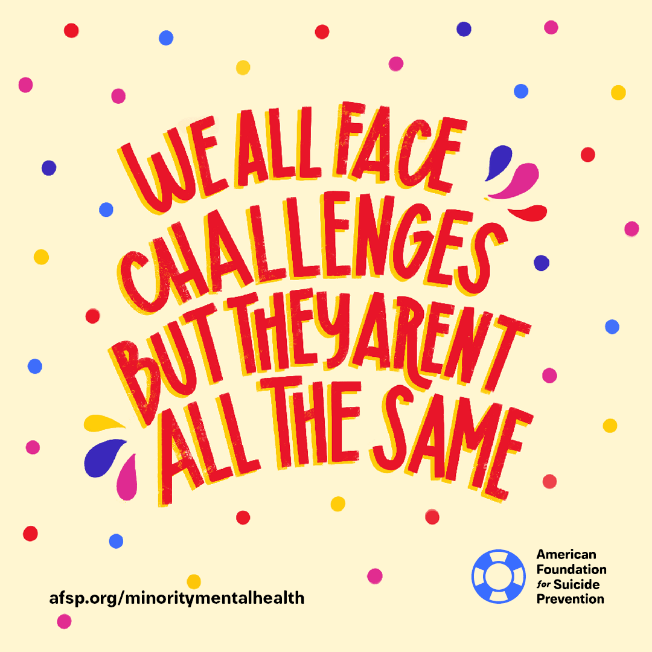 WE ALL FACE
CHALLENGES
BUT THEY ARENT
ALL THE SAME
afsp.org/minoritymentalhealth
American
Foundation
for Suicide
Prevention